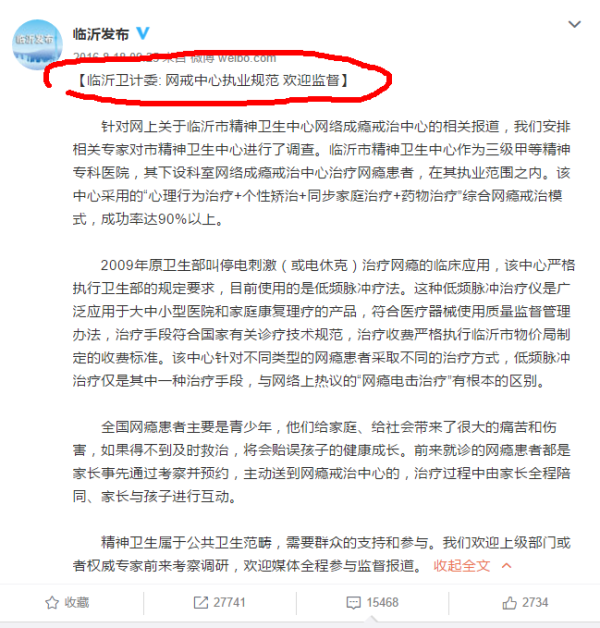 临沂发布
临沂发布
2016-8-18 09:26 来自 微博 weibo.com
【临沂卫计委: 网戒中心执业规范 欢迎监督】
针对网上关于临沂市精神卫生中心网络成瘾戒治中心的相关报道，我们安排
相关专家对市精神卫生中心进行了调查。临沂市精神卫生中心作为三级甲等精神
专科医院，其下设科室网络成瘾戒治中心治疗网瘾患者，在其执业范围之内。该
中心采用的“心理行为治疗+个性矫治+同步家庭治疗+药物治疗”综合网瘾戒治模
式，成功率达90%以上。
2009年原卫生部叫停电刺激（或电休克）治疗网瘾的临床应用，该中心严格
执行卫生部的规定要求，目前使用的是低频脉冲疗法。这种低频脉冲治疗仪是广
泛应用于大中小型医院和家庭康复理疗的产品，符合医疗器械使用质量监督管理
办法，治疗手段符合国家有关诊疗技术规范，治疗收费严格执行临沂市物价局制
定的收费标准。该中心针对不同类型的网瘾患者采取不同的治疗方式，低频脉冲
治疗仅是其中一种治疗手段，与网络上热议的“网瘾电击治疗”有根本的区别。
全国网瘾患者主要是青少年，他们给家庭、给社会带来了很大的痛苦和伤
害，如果得不到及时救治，将会贻误孩子的健康成长。前来就诊的网瘾患者都是
家长事先通过考察并预约，主动送到网瘾戒治中心的，治疗过程中由家长全程陪
同、家长与孩子进行互动。
精神卫生属于公共卫生范畴，需要群众的支持和参与。我们欢迎上级部门或
者权威专家前来考察调研，欢迎媒体全程参与监督报道。 收起全文
收藏
27741
15468
2734